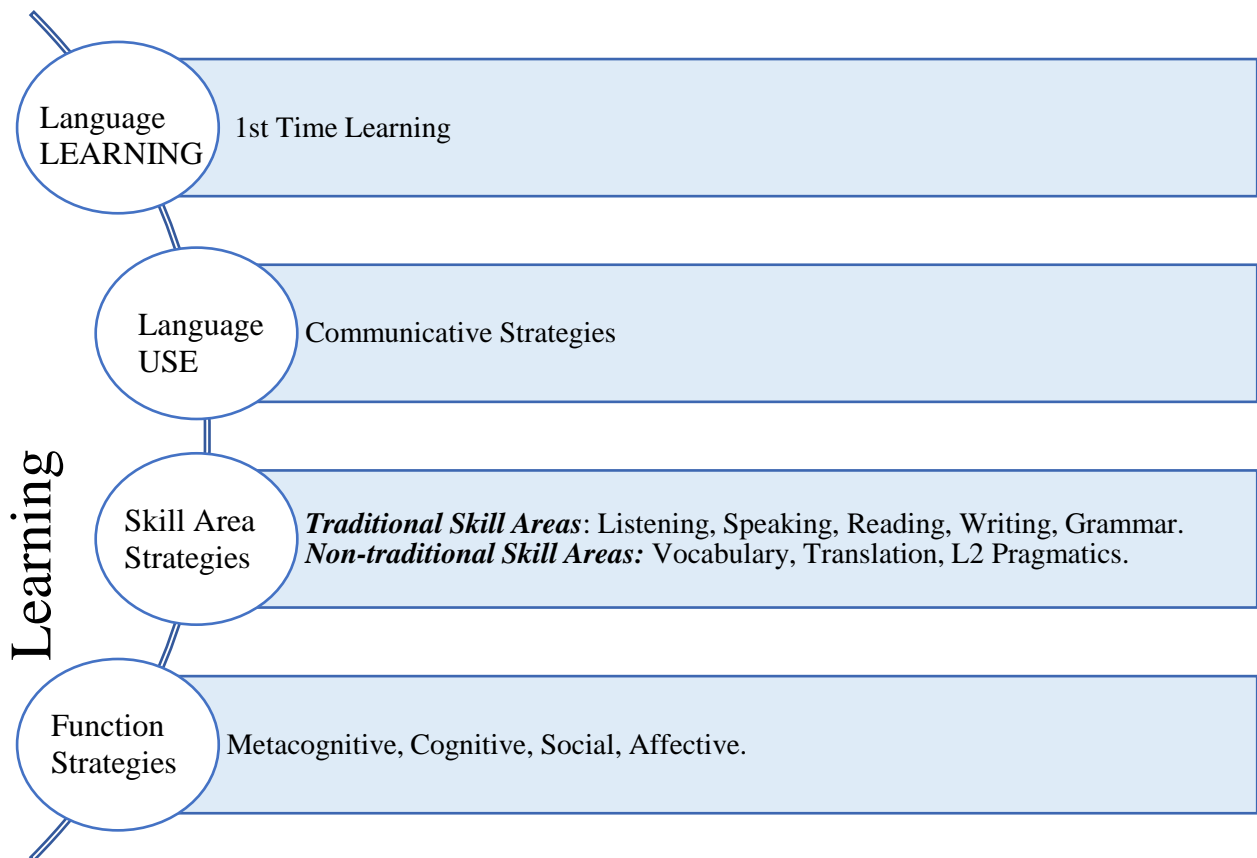 Language
LEARNING
1st Time Learning
Language
USE
Communicative Strategies
Learning
Skill Area
Strategies
Traditional Skill Areas: Listening, Speaking, Reading, Writing, Grammar.
Non-traditional Skill Areas: Vocabulary, Translation, L2 Pragmatics.
Function
Strategies
Metacognitive, Cognitive, Social, Affective.